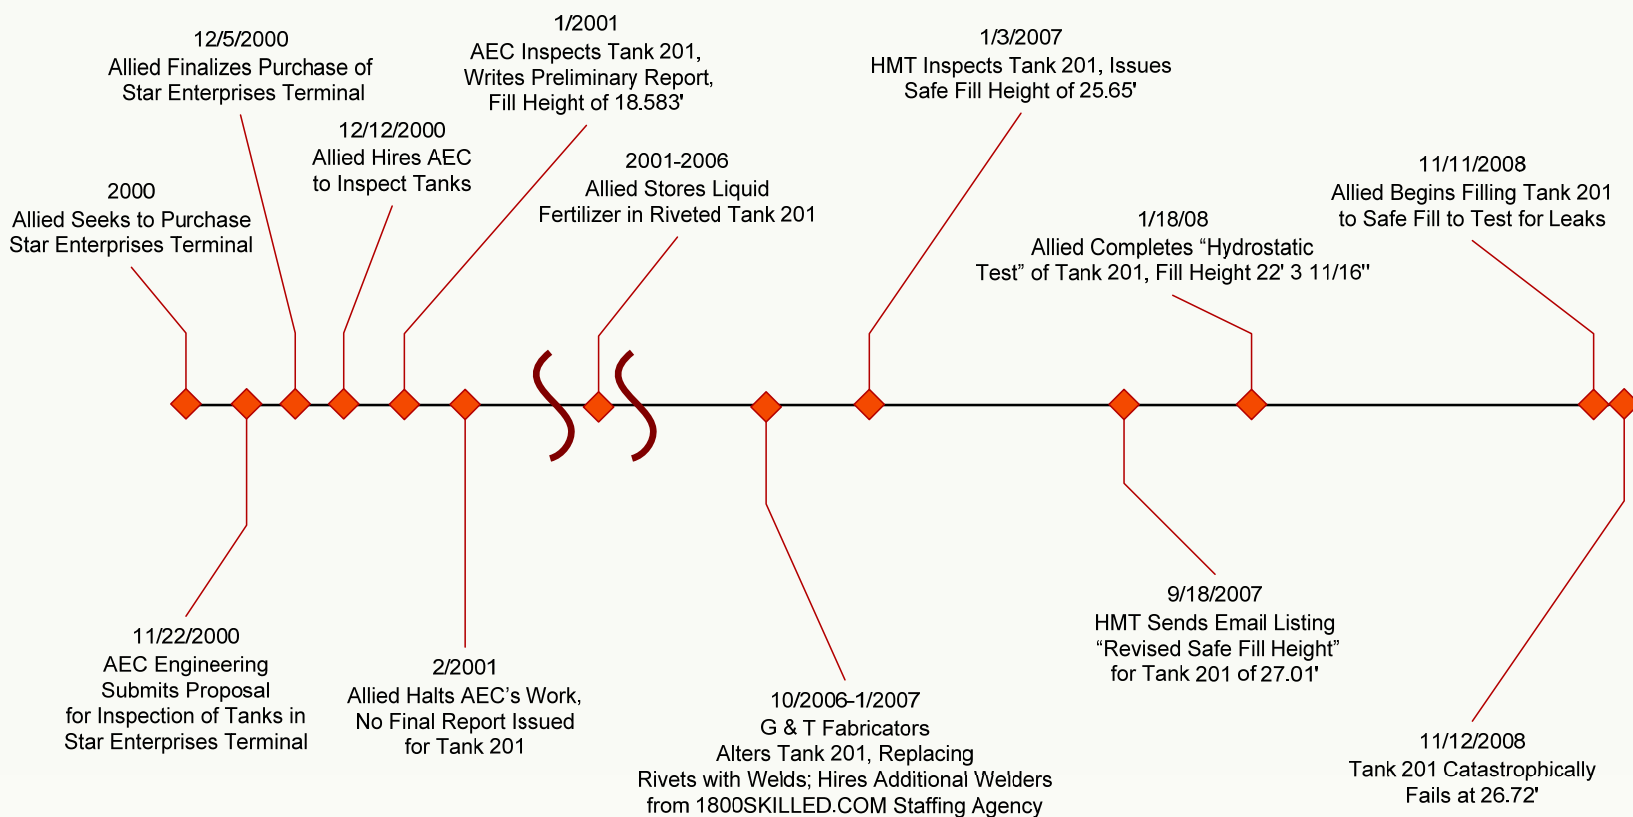 12/5/2000
Allied Finalizes Purchase of
Star Enterprises Terminal
1/2001
AEC Inspects Tank 201,
Writes Preliminary Report,
Fill Height of 18.583'
1/3/2007
HMT Inspects Tank 201, Issues
Safe Fill Height of 25.65'
12/12/2000
Allied Hires AEC
to Inspect Tanks
2001-2006
Allied Stores Liquid
Fertilizer in Riveted Tank 201
11/11/2008
Allied Begins Filling Tank 201
to Safe Fill to Test for Leaks
2000
Allied Seeks to Purchase
Star Enterprises Terminal
1/18/08
Allied Completes “Hydrostatic
Test” of Tank 201, Fill Height 22' 3 11/16"
11/22/2000
AEC Engineering
Submits Proposal
for Inspection of Tanks in
Star Enterprises Terminal
2/2001
Allied Halts AEC’s Work,
No Final Report Issued
for Tank 201
10/2006-1/2007
G & T Fabricators
Alters Tank 201, Replacing
Rivets with Welds; Hires Additional Welders
from 1800SKILLED.COM Staffing Agency
9/18/2007
HMT Sends Email Listing
“Revised Safe Fill Height”
for Tank 201 of 27.01'
11/12/2008
Tank 201 Catastrophically
Fails at 26.72'